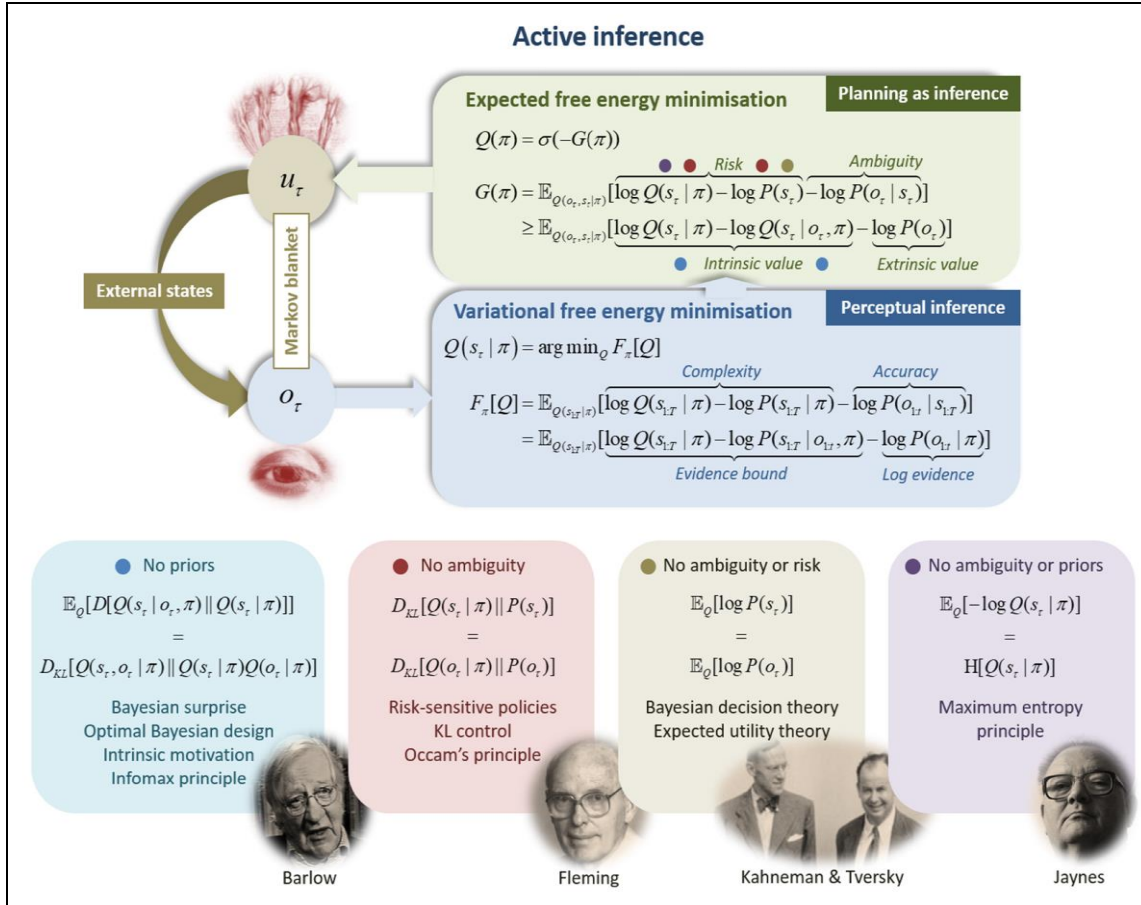 Active inference
Expected free energy minimisation
Planning as inference
Q(π) = σ(−G(π))
Risk
Ambiguity
u_τ
G(π) = 𝔼_{Q(o_τ,s_τ|π)}[log Q(s_τ | π) − log P(s_τ) − log P(o_τ | s_τ)]
≥ 𝔼_{Q(o_τ,s_τ|π)}[log Q(s_τ | π) − log Q(s_τ | o_τ, π) − log P(o_τ)]
Intrinsic value
Extrinsic value
External states
Markov blanket
Variational free energy minimisation
Perceptual inference
Q(s_τ | π) = arg min_Q F_π[Q]
Complexity
Accuracy
o_τ
F_π[Q] = 𝔼_{Q(s_{1:T}|π)}[log Q(s_{1:T} | π) − log P(s_{1:T} | π) − log P(o_{1:t} | s_{1:T})]
= 𝔼_{Q(s_{1:T}|π)}[log Q(s_{1:T} | π) − log P(s_{1:T} | o_{1:t}, π) − log P(o_{1:t} | π)]
Evidence bound
Log evidence
No priors
𝔼_Q[D[Q(s_τ | o_τ, π) || Q(s_τ | π)]]
=
D_{KL}[Q(s_τ, o_τ | π) || Q(s_τ | π)Q(o_τ | π)]
Bayesian surprise
Optimal Bayesian design
Intrinsic motivation
Infomax principle
Barlow
No ambiguity
D_{KL}[Q(s_τ | π) || P(s_τ)]
=
D_{KL}[Q(o_τ | π) || P(o_τ)]
Risk-sensitive policies
KL control
Occam's principle
Fleming
No ambiguity or risk
𝔼_Q[log P(s_τ)]
=
𝔼_Q[log P(o_τ)]
Bayesian decision theory
Expected utility theory
Kahneman & Tversky
No ambiguity or priors
𝔼_Q[−log Q(s_τ | π)]
=
H[Q(s_τ | π)]
Maximum entropy
principle
Jaynes